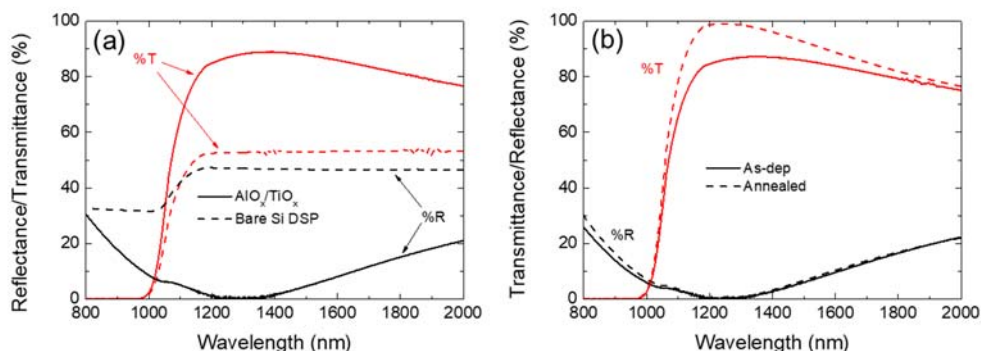 (a)
%T
AlOx/TiOx
Bare Si DSP
%R
Reflectance/Transmittance (%)
100
80
60
40
20
0
800 1000 1200 1400 1600 1800 2000
Wavelength (nm)
(b)
%T
As-dep
Annealed
%R
Transmittance/Reflectance (%)
100
80
60
40
20
0
800 1000 1200 1400 1600 1800 2000
Wavelength (nm)